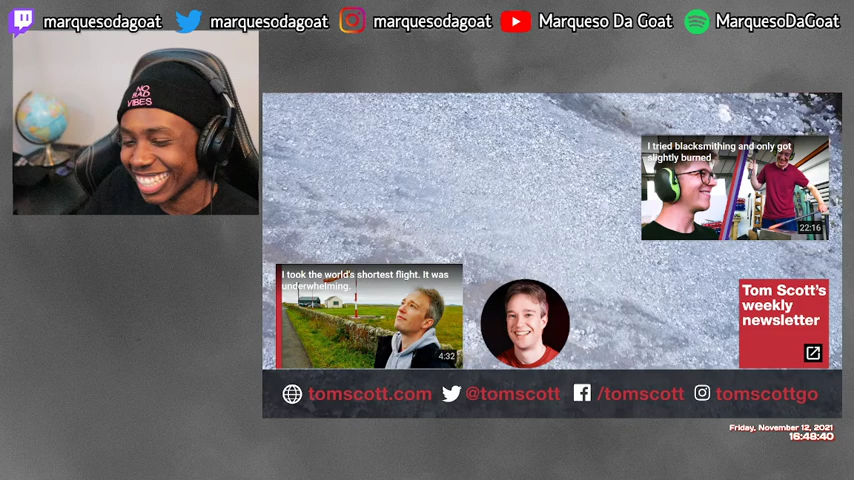 marquesodagoat
marquesodagoat
marquesodagoat
Marqueso Da Goat
MarquesoDaGoat
NO
BAD
VIBES
I tried blacksmithing and only got
slightly burned
22:16
I took the world's shortest flight. It was
underwhelming.
4:32
Tom Scott's
weekly
newsletter
tomscott.com
@tomscott
/tomscott
tomscottgo
Friday, November 12, 2021
16:48:40